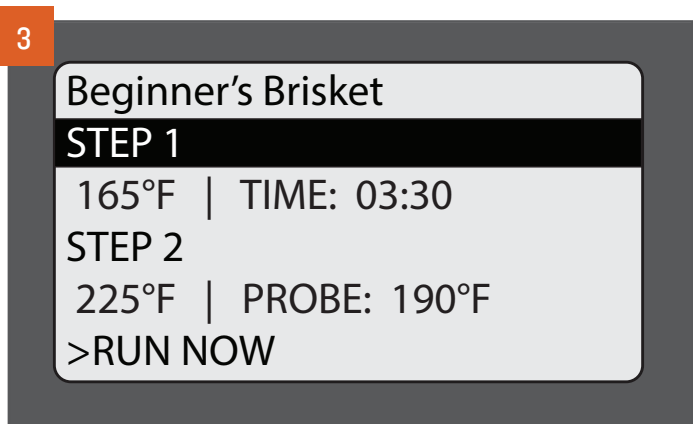 3
Beginner’s Brisket
STEP 1
165°F | TIME: 03:30
STEP 2
225°F | PROBE: 190°F
>RUN NOW